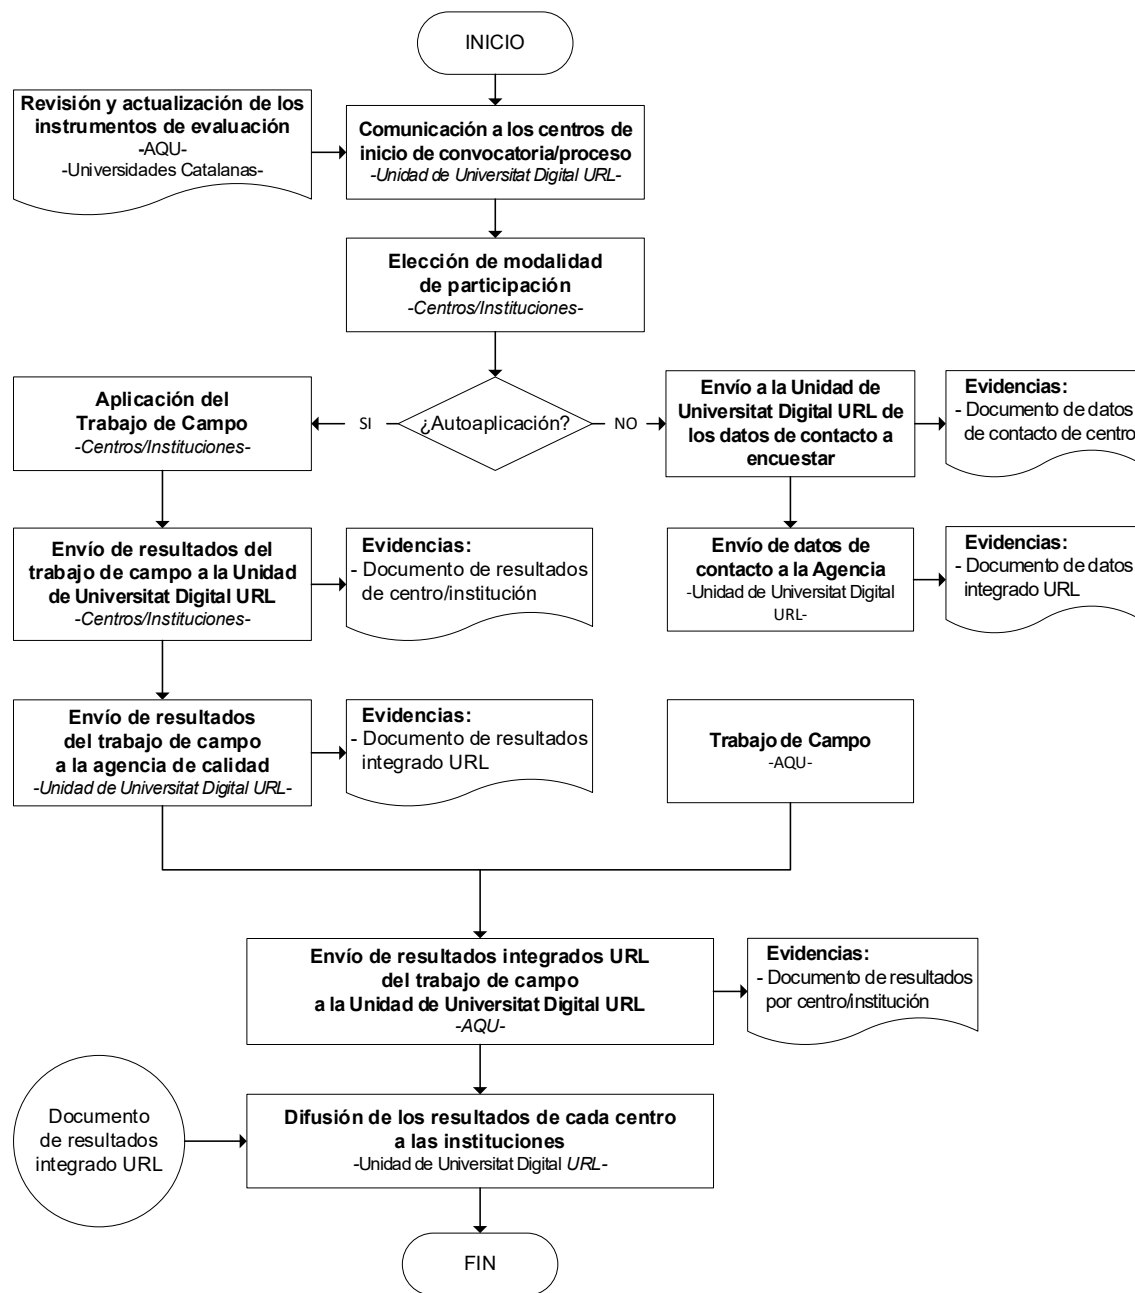 INICIO
Revisión y actualización de los
instrumentos de evaluación
-AQU-
-Universidades Catalanas-
Comunicación a los centros de
inicio de convocatoria/proceso
-Unidad de Universitat Digital URL-
Elección de modalidad
de participación
-Centros/Instituciones-
¿Autoaplicación?
SI
NO
Aplicación del
Trabajo de Campo
-Centros/Instituciones-
Envío a la Unidad de
Universitat Digital URL de
los datos de contacto a
encuestar
Evidencias:
- Documento de datos
de contacto de centro
Envío de resultados del
trabajo de campo a la Unidad
de Universitat Digital URL
-Centros/Instituciones-
Evidencias:
- Documento de resultados
de centro/institución
Envío de datos de
contacto a la Agencia
-Unidad de Universitat Digital
URL-
Evidencias:
- Documento de datos
integrado URL
Envío de resultados
del trabajo de campo
a la agencia de calidad
-Unidad de Universitat Digital URL-
Evidencias:
- Documento de resultados
integrado URL
Trabajo de Campo
-AQU-
Envío de resultados integrados URL
del trabajo de campo
a la Unidad de Universitat Digital URL
-AQU-
Evidencias:
- Documento de resultados
por centro/institución
Documento
de resultados
integrado URL
Difusión de los resultados de cada centro
a las instituciones
-Unidad de Universitat Digital URL-
FIN